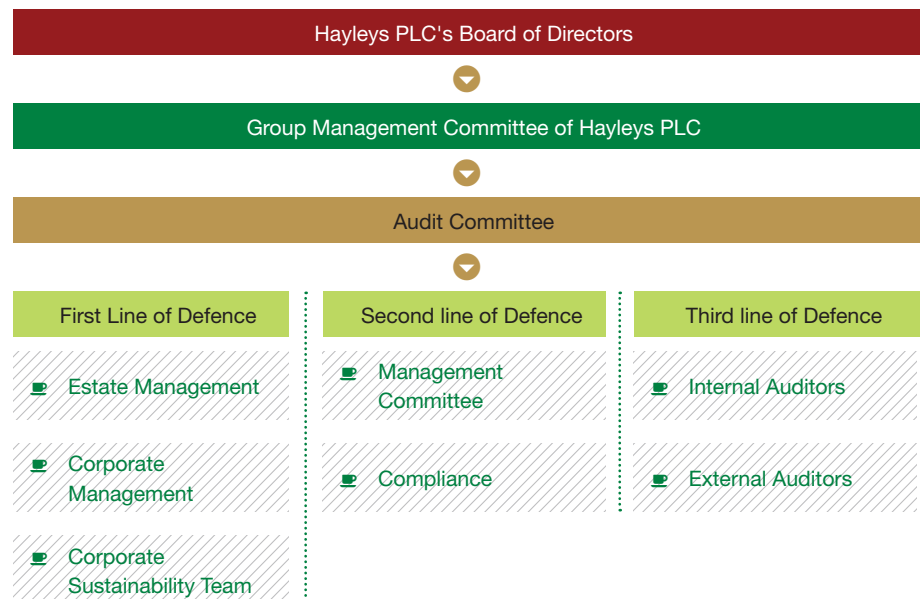 Hayleys PLC's Board of Directors
Group Management Committee of Hayleys PLC
Audit Committee
First Line of Defence
Estate Management
Corporate
Management
Corporate
Sustainability Team
Second line of Defence
Management
Committee
Compliance
Third line of Defence
Internal Auditors
External Auditors